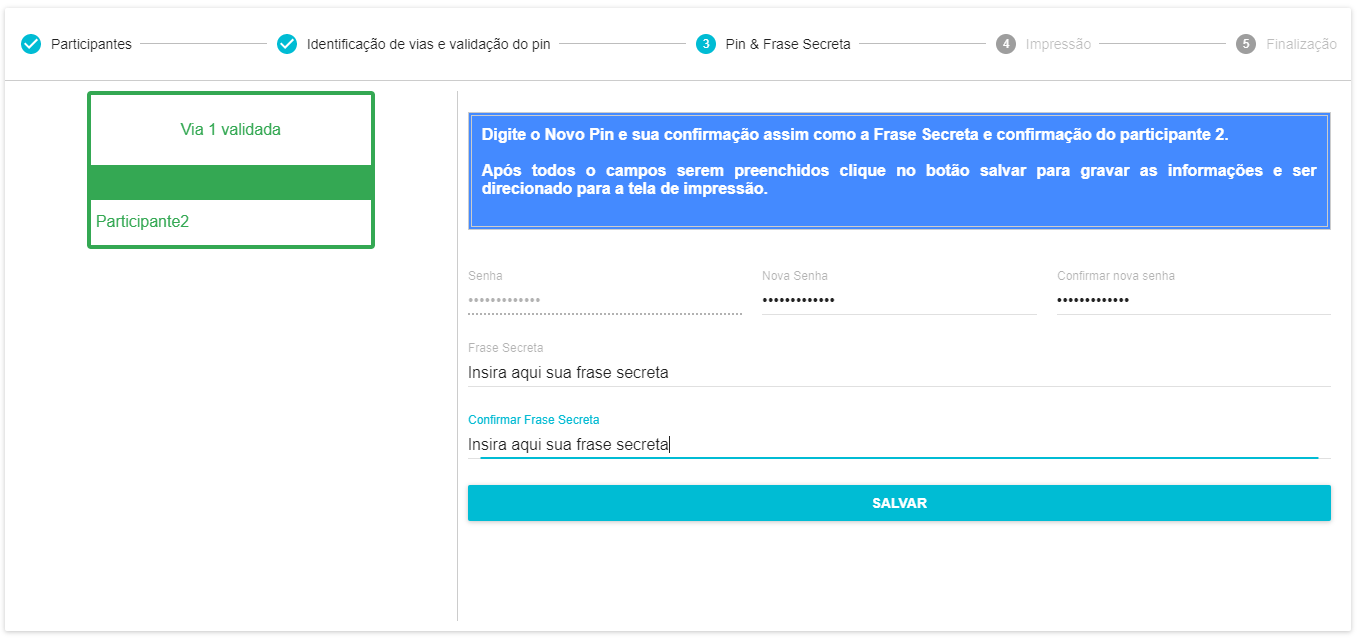 Participantes
Identificação de vias e validação do pin
3 Pin & Frase Secreta
4 Impressão
5 Finalização
Via 1 validada
Participante2
Digite o Novo Pin e sua confirmação assim como a Frase Secreta e confirmação do participante 2.
Após todos o campos serem preenchidos clique no botão salvar para gravar as informações e ser
direcionado para a tela de impressão.
Senha
•••••••••••••
Nova Senha
•••••••••••••
Confirmar nova senha
•••••••••••••
Frase Secreta
Insira aqui sua frase secreta
Confirmar Frase Secreta
Insira aqui sua frase secreta
SALVAR